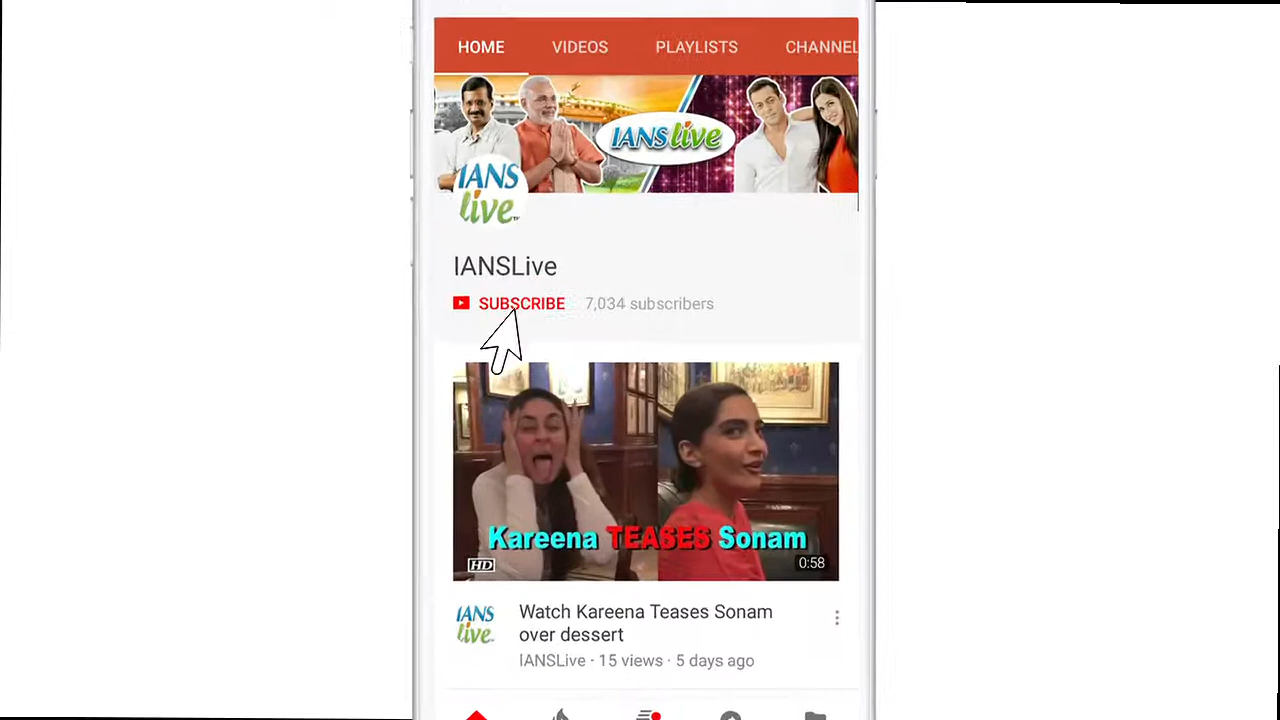 HOME VIDEOS PLAYLISTS CHANNEL
IANS live
IANS
live™
IANSLive
SUBSCRIBE 7,034 subscribers
Kareena TEASES Sonam
HD
0:58
IANS
live
Watch Kareena Teases Sonam
over dessert
IANSLive · 15 views · 5 days ago